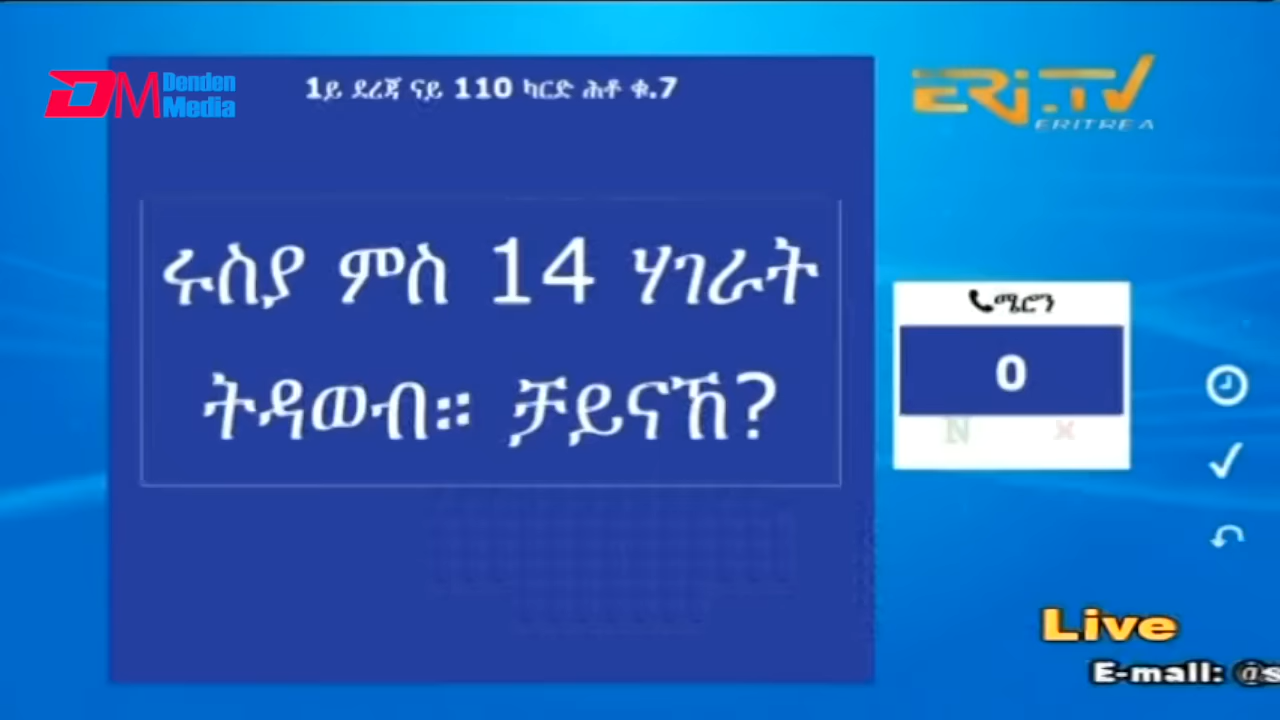 DM Denden
Media
1ይ ደረጃ ናይ 110 ካርድ ሕቶ ቁ.7
ERi.TV
ERITREA
ሩስያ ምስ 14 ሃገራት
ትዳወብ። ቻይናኸ?
ሜሮን
0
N ×
Live
E-mail: @s